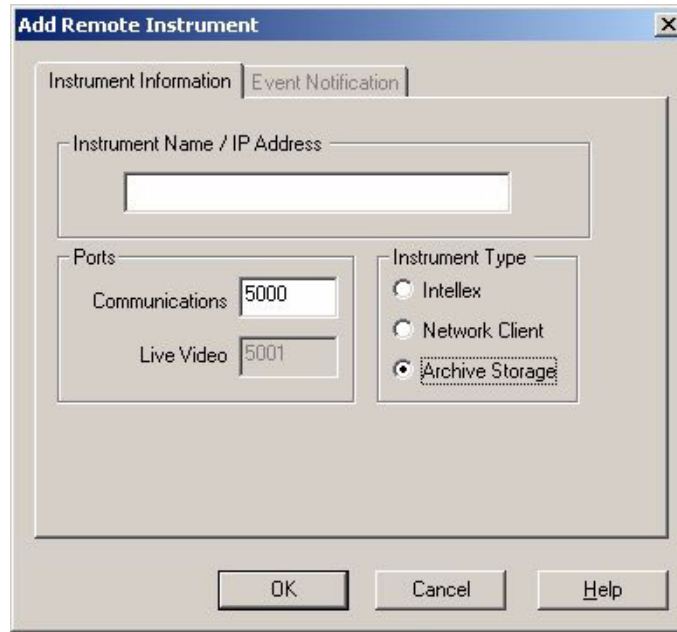 Add Remote Instrument
Instrument Information Event Notification
Instrument Name / IP Address
Ports
Communications 5000
Live Video 5001
Instrument Type
Intellex
Network Client
Archive Storage
OK Cancel Help